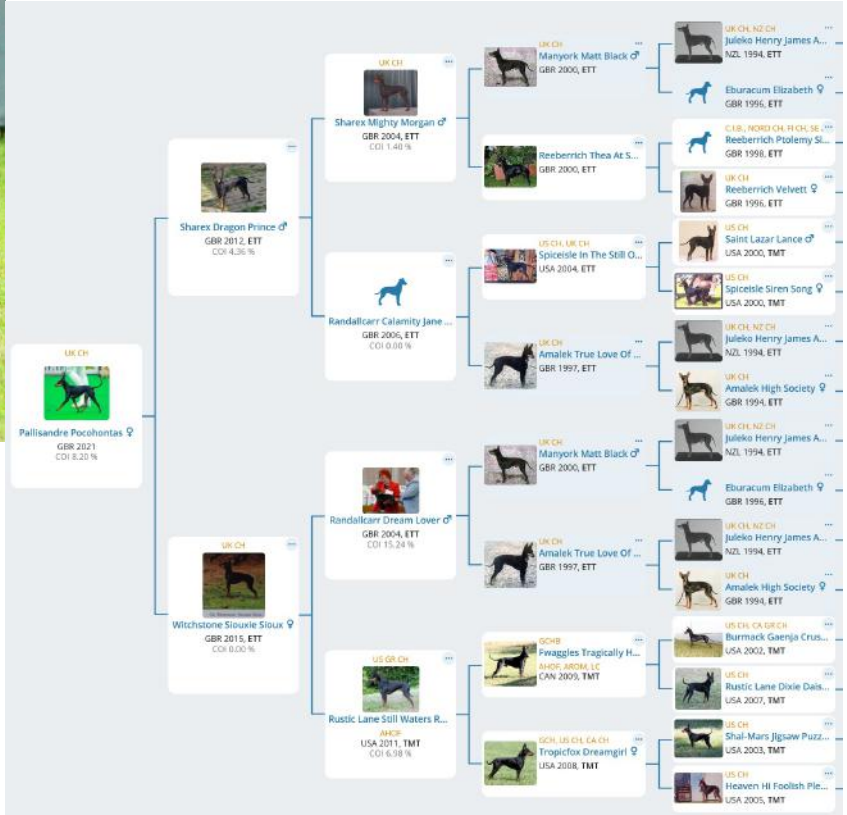 UK CH
Pallisandre Pocohontas ♀
GBR 2021
COI 8.20 %
Sharex Dragon Prince ♂
GBR 2012, ETT
COI 4.36 %
UK CH
Witchstone Siouxie Sioux ♀
GBR 2015, ETT
COI 0.00 %
UK CH
Sharex Mighty Morgan ♂
GBR 2004, ETT
COI 1.40 %
Randallcarr Calamity Jane ...
GBR 2006, ETT
COI 0.00 %
Randallcarr Dream Lover ♂
GBR 2004, ETT
COI 15.24 %
US GR CH
Rustic Lane Still Waters R...
AHOF
USA 2011, TMT
COI 6.98 %
UK CH
Manyork Matt Black ♂
GBR 2000, ETT
Reeberrich Thea At S...
GBR 2000, ETT
US CH, UK CH
Spiceisle In The Still O...
USA 2004, ETT
UK CH
Amalek True Love Of ...
GBR 1997, ETT
UK CH
Manyork Matt Black ♂
GBR 2000, ETT
UK CH
Amalek True Love Of ...
GBR 1997, ETT
GCHB
Fwaggles Tragically H...
AHOF, AROM, LC
CAN 2009, TMT
GCH, US CH, CA CH
Tropicfox Dreamgirl ♀
USA 2008, TMT
UK CH, NZ CH
Juleko Henry James A...
NZL 1994, ETT
Eburacum Elizabeth ♀
GBR 1996, ETT
C.I.B., NORD CH, FI CH, SE
Reeberrich Ptolemy Si...
GBR 1998, ETT
UK CH
Reeberrich Velvett ♀
GBR 1996, ETT
US CH
Saint Lazar Lance ♂
USA 2000, TMT
US CH
Spiceisle Siren Song ♀
USA 2000, TMT
UK CH, NZ CH
Juleko Henry James A...
NZL 1994, ETT
UK CH
Amalek High Society ♀
GBR 1994, ETT
UK CH, NZ CH
Juleko Henry James A...
NZL 1994, ETT
Eburacum Elizabeth ♀
GBR 1996, ETT
UK CH, NZ CH
Juleko Henry James A...
NZL 1994, ETT
UK CH
Amalek High Society ♀
GBR 1994, ETT
US CH, CA GR CH
Burmack Gaenja Crus...
USA 2002, TMT
Rustic Lane Dixie Dais...
USA 2007, TMT
US CH
Shal-Mars Jigsaw Puzz...
USA 2003, TMT
US CH
Heaven Hi Foolish Ple...
USA 2005, TMT